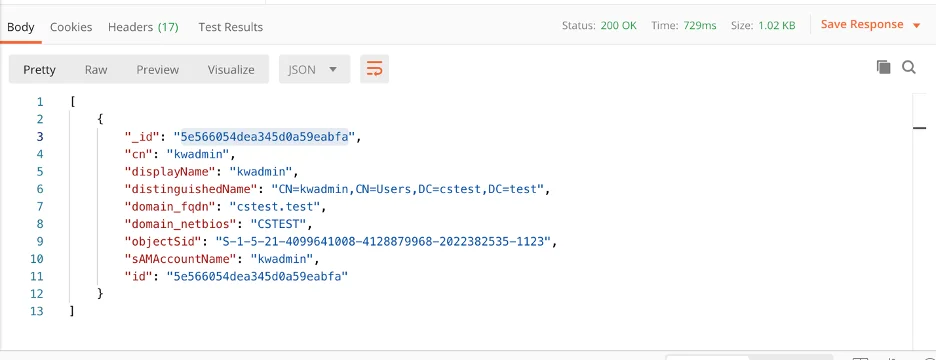 Body Cookies Headers (17) Test Results Status: 200 OK Time: 729ms Size: 1.02 KB Save Response
Pretty Raw Preview Visualize JSON
1 [
2 {
3 "_id": "5e566054dea345d0a59eabfa",
4 "cn": "kwadmin",
5 "displayName": "kwadmin",
6 "distinguishedName": "CN=kwadmin,CN=Users,DC=cstest,DC=test",
7 "domain_fqdn": "cstest.test",
8 "domain_netbios": "CSTEST",
9 "objectSid": "S-1-5-21-4099641008-4128879968-2022382535-1123",
10 "sAMAccountName": "kwadmin",
11 "id": "5e566054dea345d0a59eabfa"
12 }
13 ]